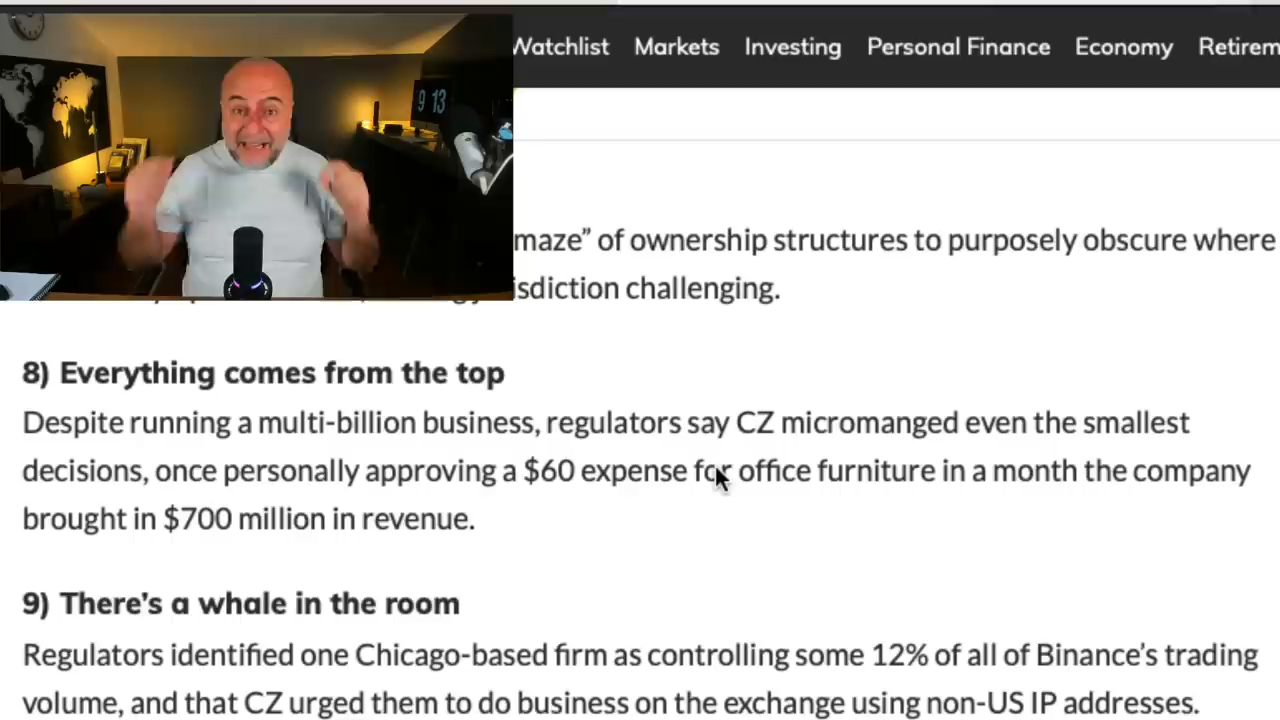 Watchlist Markets Investing Personal Finance Economy Retirem
9 13
maze” of ownership structures to purposely obscure where
isdiction challenging.
8) Everything comes from the top
Despite running a multi-billion business, regulators say CZ micromanged even the smallest
decisions, once personally approving a $60 expense for office furniture in a month the company
brought in $700 million in revenue.
9) There’s a whale in the room
Regulators identified one Chicago-based firm as controlling some 12% of all of Binance’s trading
volume, and that CZ urged them to do business on the exchange using non-US IP addresses.